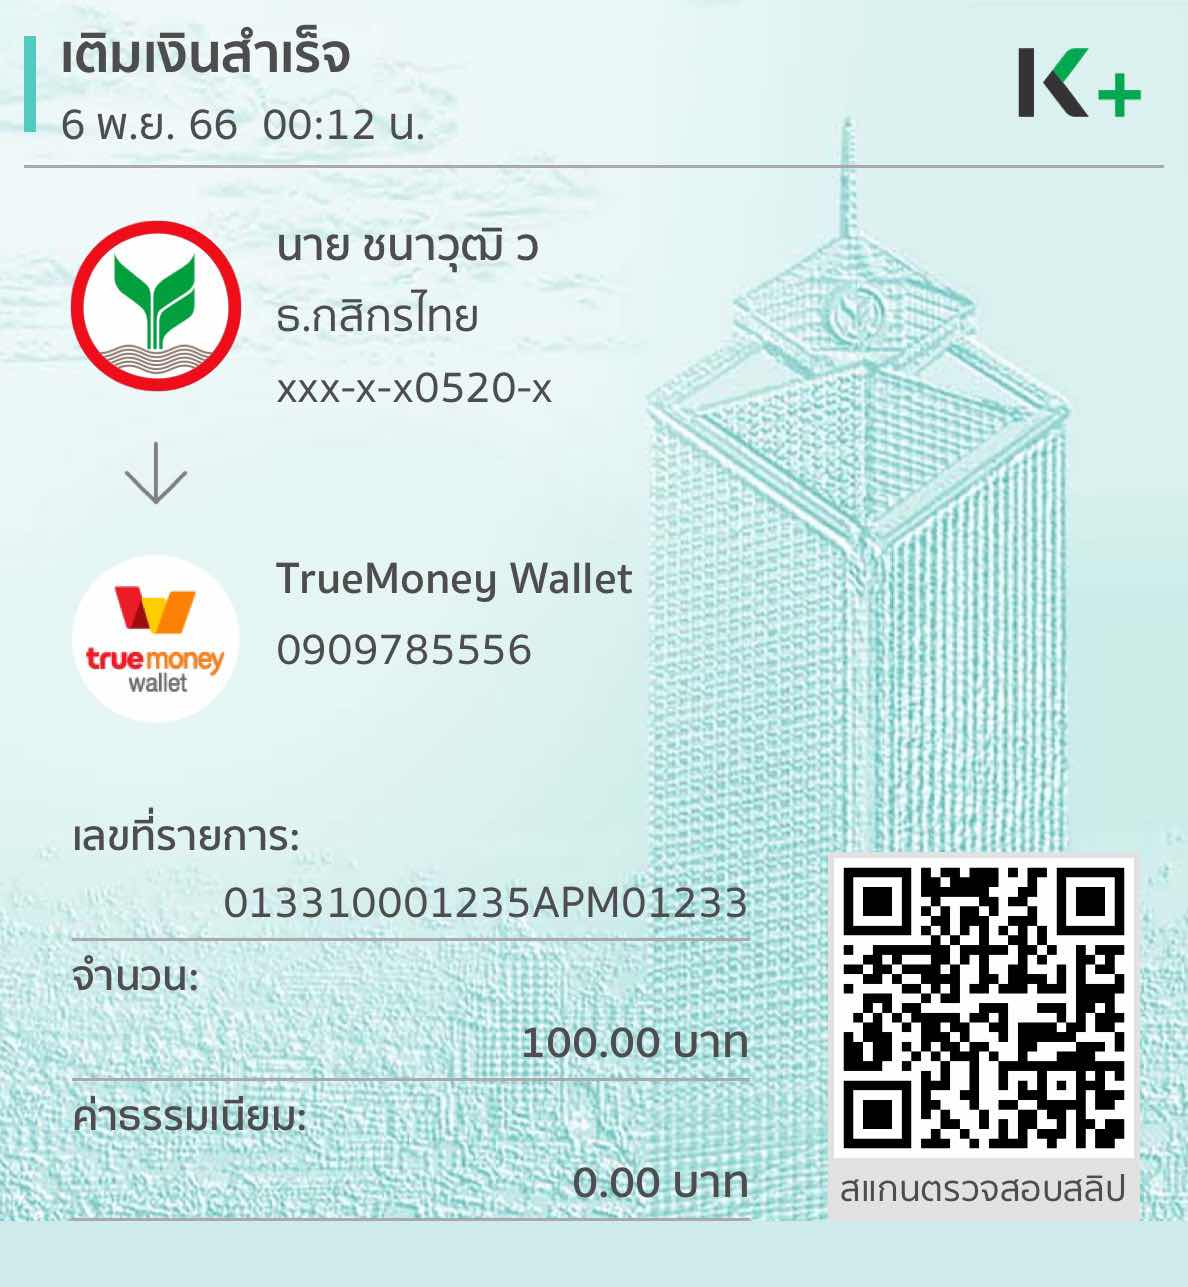 เติมเงินสำเร็จ
6 พ.ย. 66 00:12 น.
K+
นาย ชนาวุฒิ ว
ธ.กสิกรไทย
xxx-x-x0520-x
TrueMoney Wallet
0909785556
truemoney
wallet
เลขที่รายการ:
013310001235APM01233
จำนวน:
100.00 บาท
ค่าธรรมเนียม:
0.00 บาท
สแกนตรวจสอบสลิป